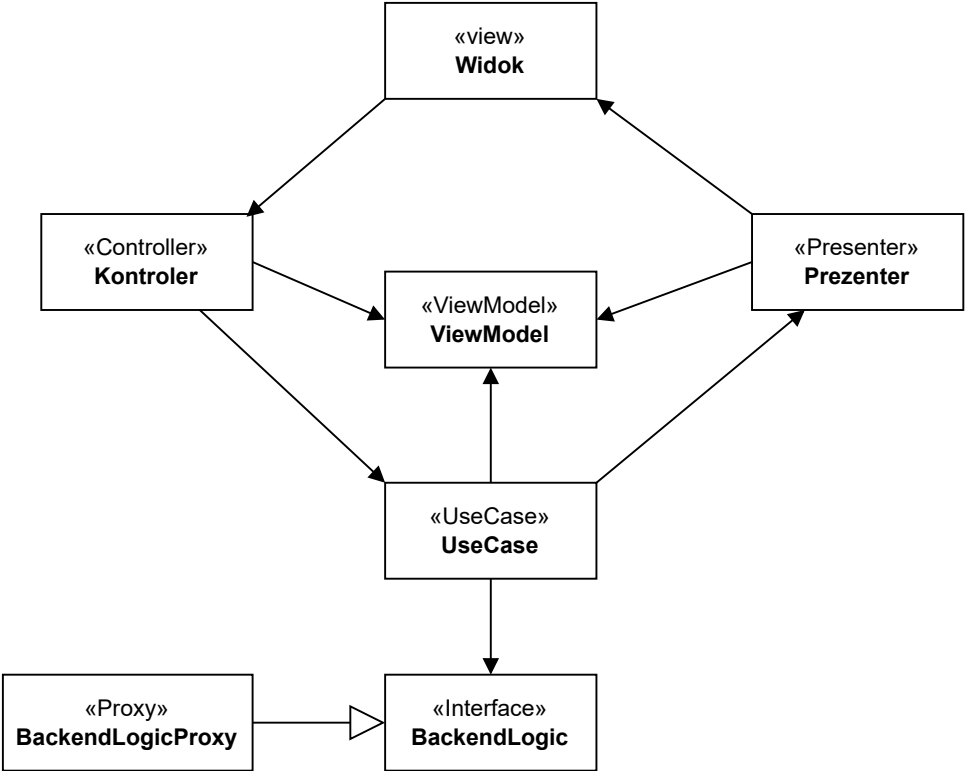 «view»
Widok
«Controller»
Kontroler
«Presenter»
Prezenter
«ViewModel»
ViewModel
«UseCase»
UseCase
«Proxy»
BackendLogicProxy
«Interface»
BackendLogic